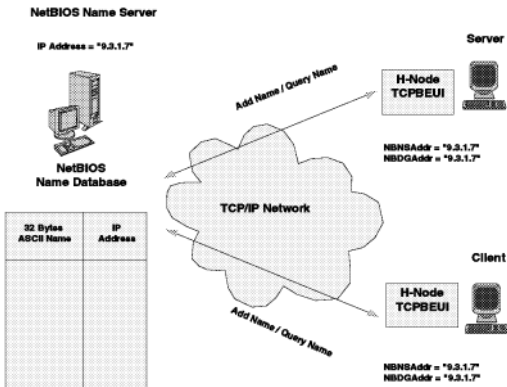 NetBIOS Name Server
IP Address = "9.3.1.7"
NetBIOS
Name Database
32 Bytes
ASCII Name
IP
Address
Add Name / Query Name
TCP/IP Network
Add Name / Query Name
Server
H-Node
TCPBEUI
NBNSAddr = "9.3.1.7"
NBDGAddr = "9.3.1.7"
Client
H-Node
TCPBEUI
NBNSAddr = "9.3.1.7"
NBDGAddr = "9.3.1.7"